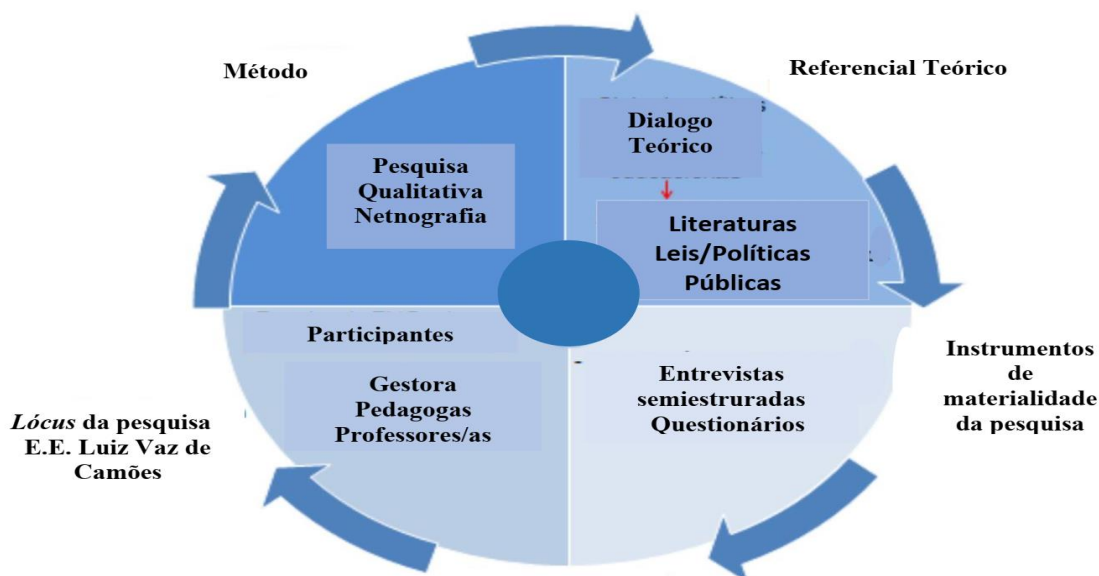 Método
Referencial Teórico
Pesquisa
Qualitativa
Netnografia
Dialogo
Teórico
Literaturas
Leis/Políticas
Públicas
Participantes
Gestora
Pedagogas
Professores/as
Entrevistas
semiestruradas
Questionários
Instrumentos
de
materialidade
da pesquisa
Lócus da pesquisa
E.E. Luiz Vaz de
Camões